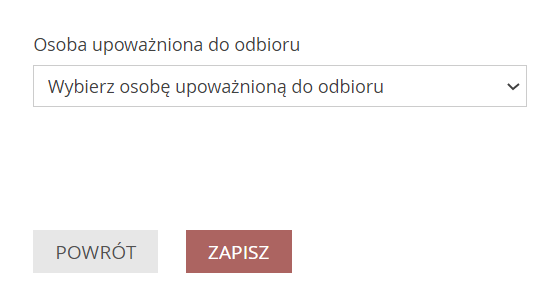 Osoba upoważniona do odbioru
Wybierz osobę upoważnioną do odbioru
POWRÓT
ZAPISZ